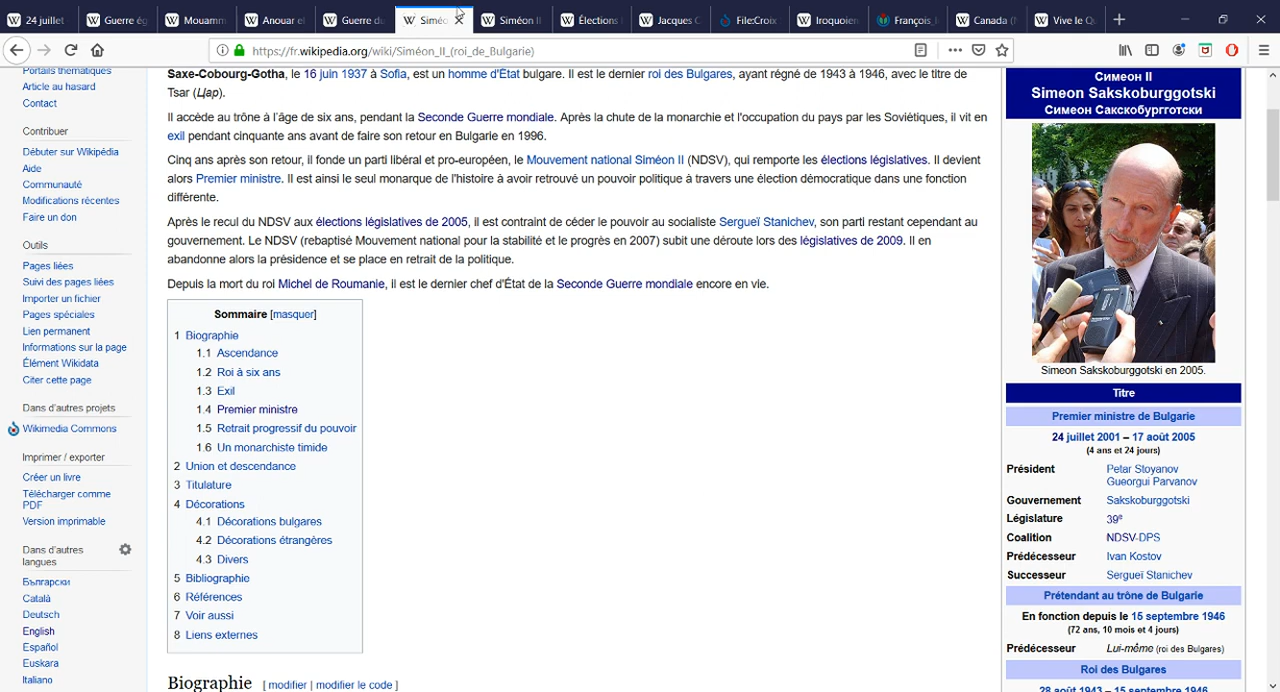 24 juillet
Guerre ég
Mouamm
Anouar el
Guerre du
Siméo
Siméon II
Élections
Jacques C
File:Croix
Iroquoien
François
Canada (
Vive le Qu
https://fr.wikipedia.org/wiki/Siméon_II_(roi_de_Bulgarie)
Portails thématiques
Article au hasard
Contact
Contribuer
Débuter sur Wikipédia
Aide
Communauté
Modifications récentes
Faire un don
Outils
Pages liées
Suivi des pages liées
Importer un fichier
Pages spéciales
Lien permanent
Informations sur la page
Élément Wikidata
Citer cette page
Dans d'autres projets
Wikimedia Commons
Imprimer / exporter
Créer un livre
Télécharger comme
PDF
Version imprimable
Dans d'autres
langues
Български
Català
Deutsch
English
Español
Euskara
Italiano
Saxe-Cobourg-Gotha, le 16 juin 1937 à Sofia, est un homme d'État bulgare. Il est le dernier roi des Bulgares, ayant régné de 1943 à 1946, avec le titre de
Tsar (Цар).
Il accède au trône à l'âge de six ans, pendant la Seconde Guerre mondiale. Après la chute de la monarchie et l'occupation du pays par les Soviétiques, il vit en
exil pendant cinquante ans avant de faire son retour en Bulgarie en 1996.
Cinq ans après son retour, il fonde un parti libéral et pro-européen, le Mouvement national Siméon II (NDSV), qui remporte les élections législatives. Il devient
alors Premier ministre. Il est ainsi le seul monarque de l'histoire à avoir retrouvé un pouvoir politique à travers une élection démocratique dans une fonction
différente.
Après le recul du NDSV aux élections législatives de 2005, il est contraint de céder le pouvoir au socialiste Sergueï Stanichev, son parti restant cependant au
gouvernement. Le NDSV (rebaptisé Mouvement national pour la stabilité et le progrès en 2007) subit une déroute lors des législatives de 2009. Il en
abandonne alors la présidence et se place en retrait de la politique.
Depuis la mort du roi Michel de Roumanie, il est le dernier chef d'État de la Seconde Guerre mondiale encore en vie.
Sommaire [masquer]
1 Biographie
1.1 Ascendance
1.2 Roi à six ans
1.3 Exil
1.4 Premier ministre
1.5 Retrait progressif du pouvoir
1.6 Un monarchiste timide
2 Union et descendance
3 Titulature
4 Décorations
4.1 Décorations bulgares
4.2 Décorations étrangères
4.3 Divers
5 Bibliographie
6 Références
7 Voir aussi
8 Liens externes
Biographie [ modifier | modifier le code ]
Симеон II
Simeon Sakskoburggotski
Симеон Сакскобургготски
Simeon Sakskoburggotski en 2005.
Titre
Premier ministre de Bulgarie
24 juillet 2001 – 17 août 2005
(4 ans et 24 jours)
Président Petar Stoyanov
Gueorgui Parvanov
Gouvernement Sakskoburggotski
Législature 39e
Coalition NDSV-DPS
Prédécesseur Ivan Kostov
Successeur Sergueï Stanichev
Prétendant au trône de Bulgarie
En fonction depuis le 15 septembre 1946
(72 ans, 10 mois et 4 jours)
Prédécesseur Lui-même (roi des Bulgares)
Roi des Bulgares
28 août 1943 – 15 septembre 1946